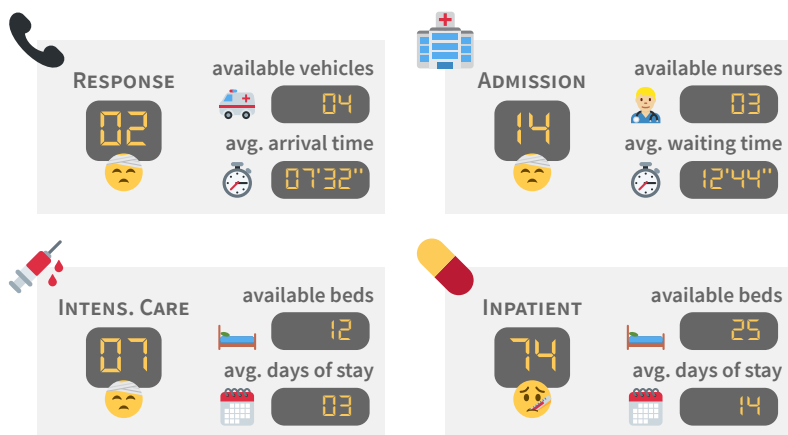 RESPONSE
02
available vehicles
04
avg. arrival time
07'32"
ADMISSION
14
available nurses
03
avg. waiting time
12'44"
INTENS. CARE
07
available beds
12
avg. days of stay
03
INPATIENT
74
available beds
25
avg. days of stay
14